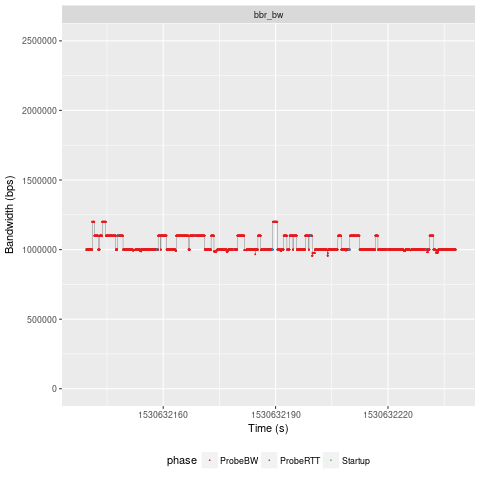 bbr_bw
2500000
2000000
1500000
1000000
500000
0
Bandwidth (bps)
1530632160 1530632190 1530632220
Time (s)
phase ProbeBW ProbeRTT Startup